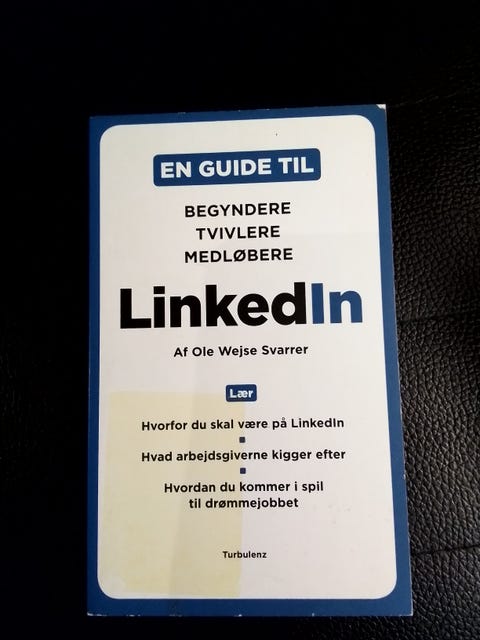 EN GUIDE TIL
BEGYNDERE
TVIVLERE
MEDLØBERE
LinkedIn
Af Ole Wejse Svarrer
Lær
Hvorfor du skal være på LinkedIn
Hvad arbejdsgiverne kigger efter
Hvordan du kommer i spil
til drømmejobbet
Turbulenz